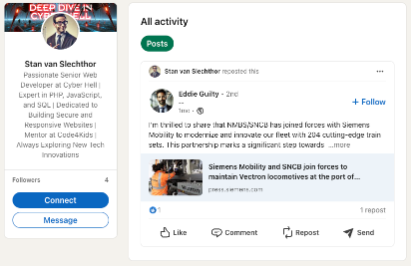 DEEP DIVE IN
CYBER HELL
Stan van Slechthor
Passionate Senior Web
Developer at Cyber Hell |
Expert in PHP, JavaScript,
and SQL | Dedicated to
Building Secure and
Responsive Websites |
Mentor at Code4Kids |
Always Exploring New Tech
Innovations
Followers 4
Connect
Message
All activity
Posts
Stan van Slechthor reposted this
Eddie Guilty • 2nd
Follow
I'm thrilled to share that NMBS/SNCB has joined forces with Siemens
Mobility to modernize and innovate our fleet with 204 cutting-edge train
sets. This partnership marks a significant step towards ...more
Siemens Mobility and SNCB join forces to
maintain Vectron locomotives at the port of...
press.siemens.com
1
1 repost
Like
Comment
Repost
Send